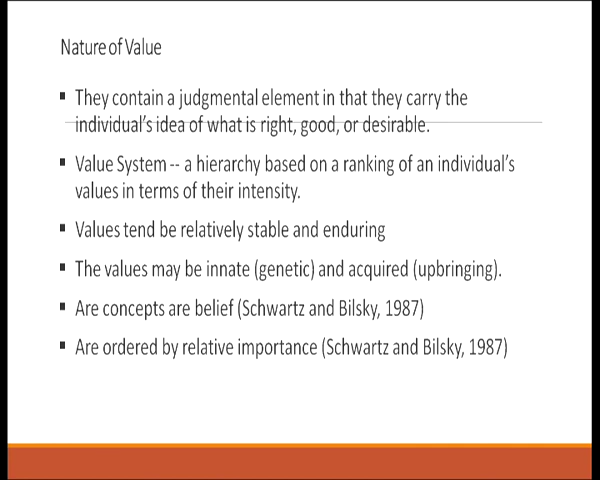 Nature of Value
▪ They contain a judgmental element in that they carry the
individual's idea of what is right, good, or desirable.
▪ Value System -- a hierarchy based on a ranking of an individual's
values in terms of their intensity.
▪ Values tend be relatively stable and enduring
▪ The values may be innate (genetic) and acquired (upbringing).
▪ Are concepts are belief (Schwartz and Bilsky, 1987)
▪ Are ordered by relative importance (Schwartz and Bilsky, 1987)